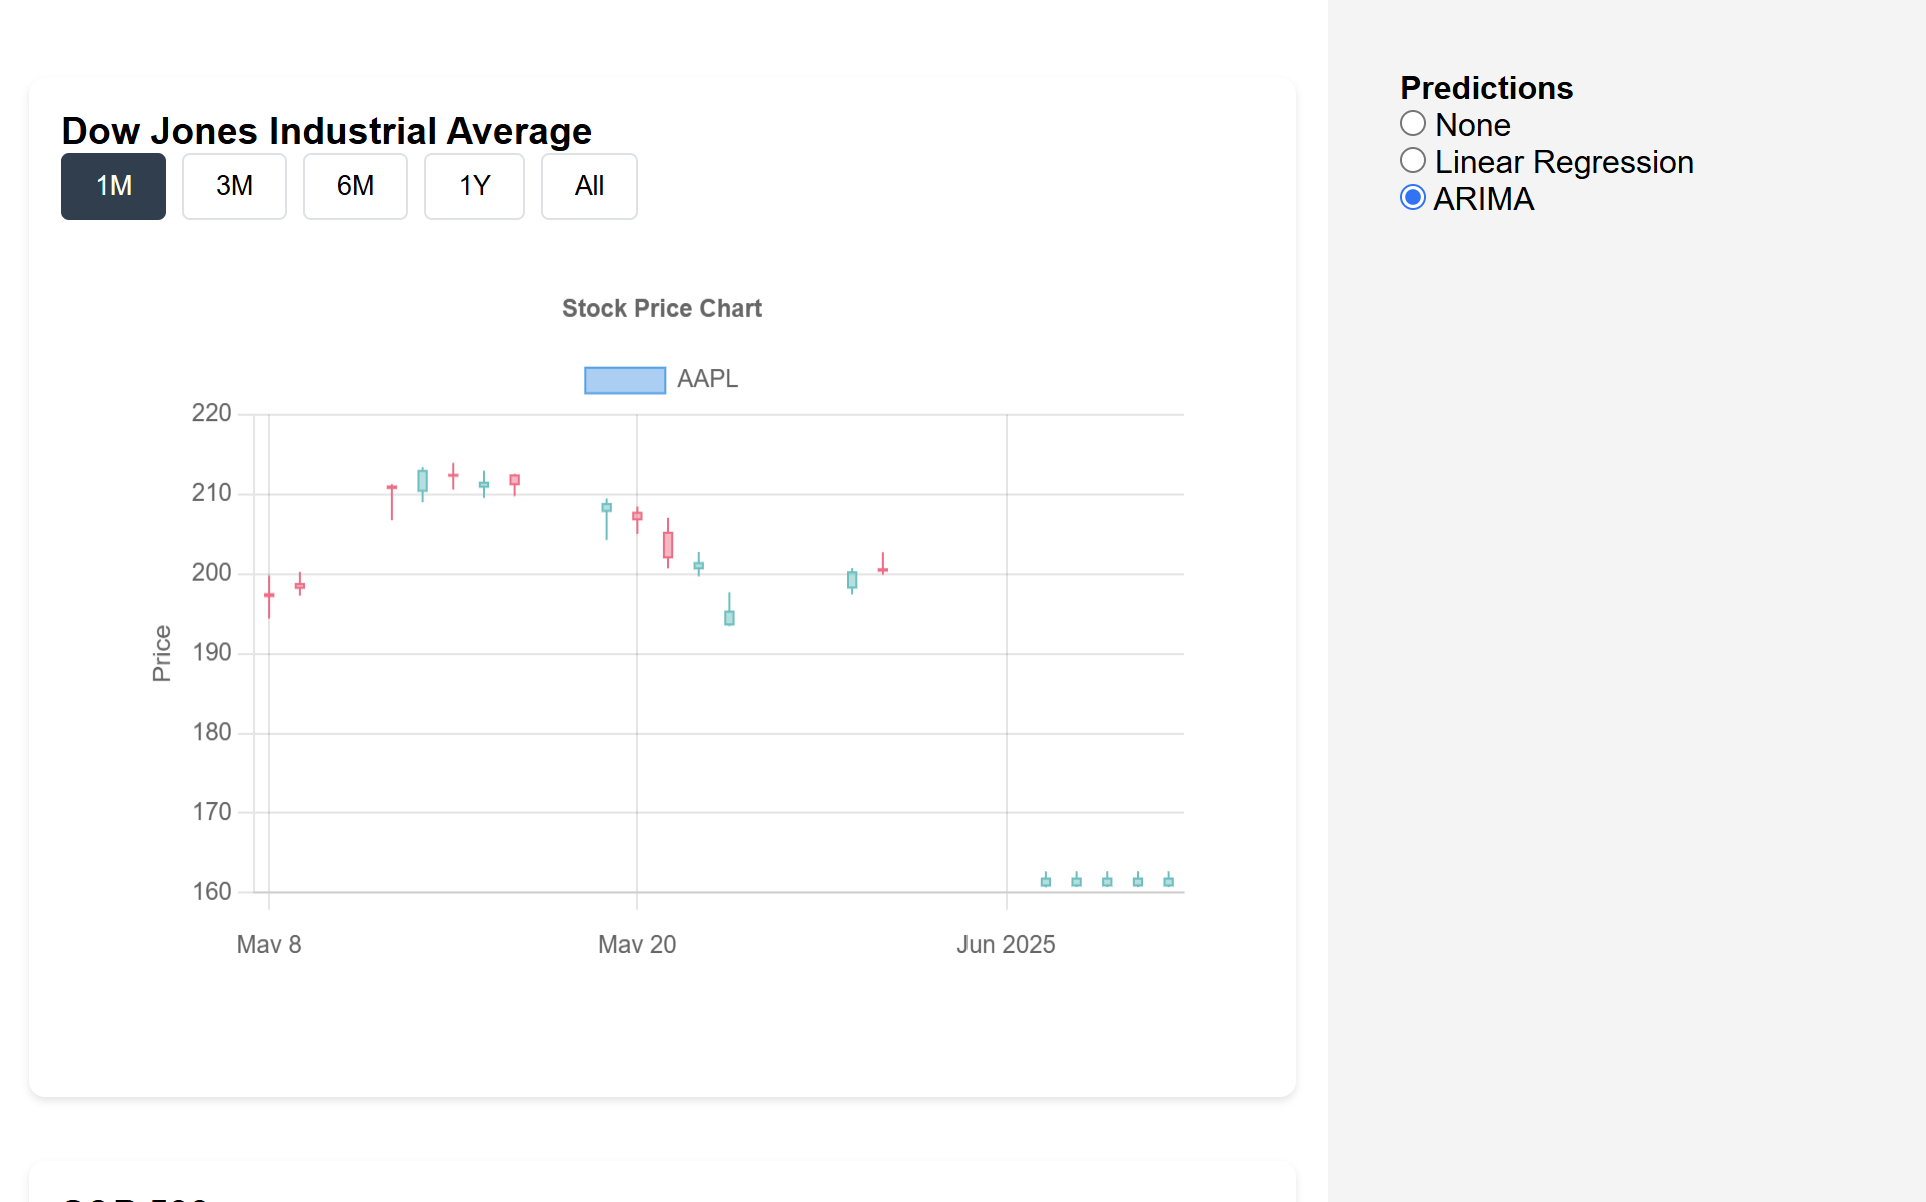 Dow Jones Industrial Average
1M 3M 6M 1Y All
Stock Price Chart
AAPL
220
210
200
190
180
170
160
Price
May 8 May 20 Jun 2025
Predictions
None
Linear Regression
ARIMA